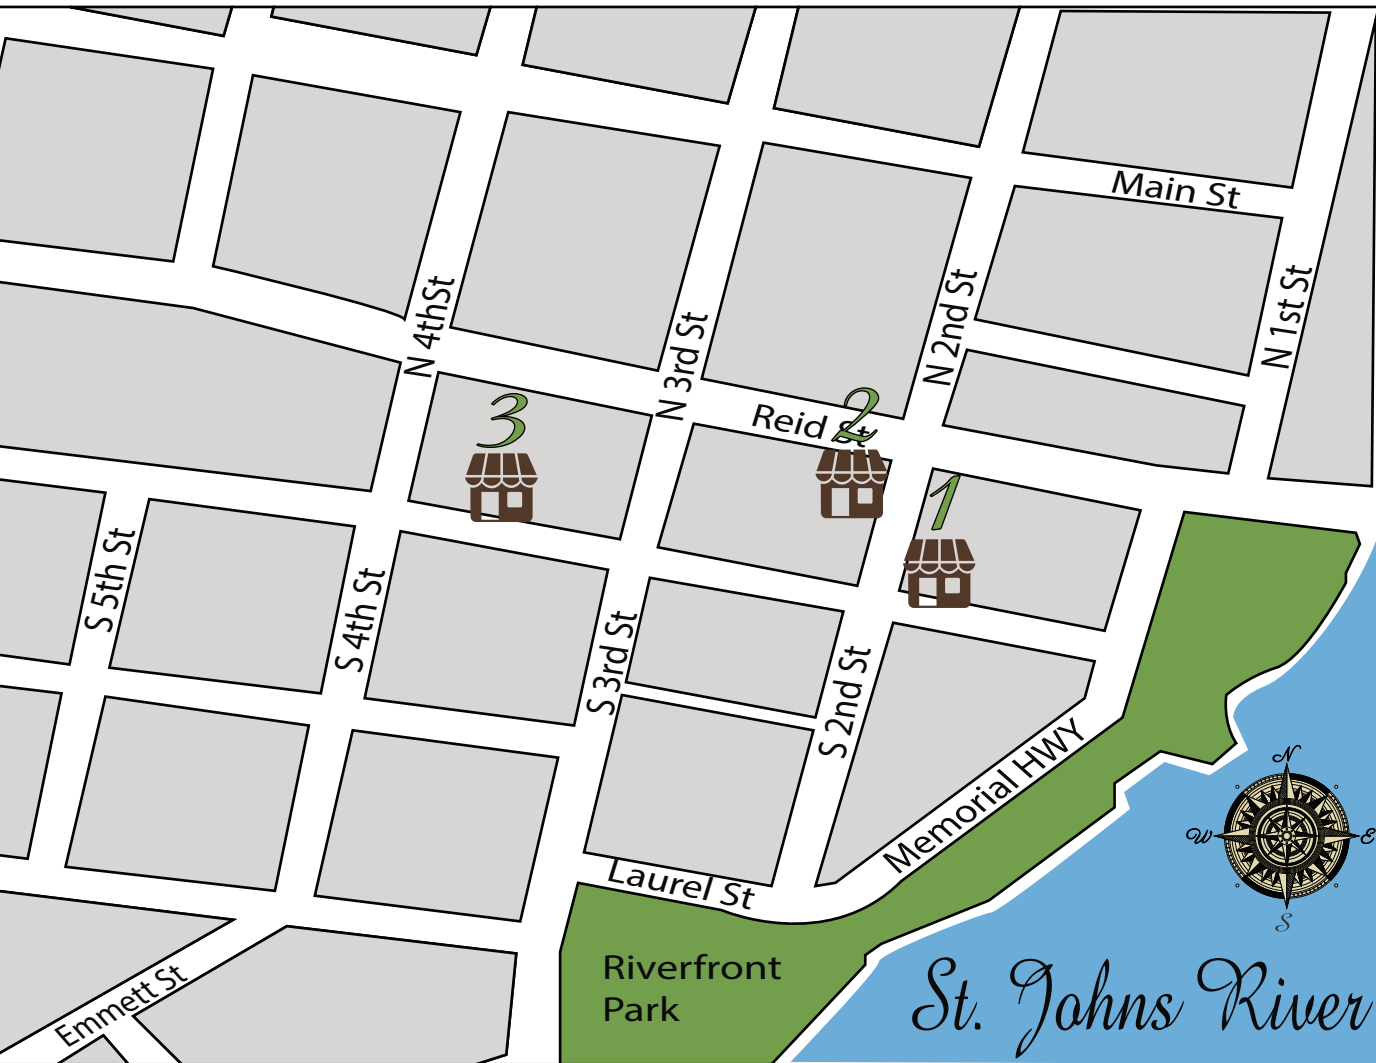 Main St
N 4thSt
N 3rd St
N 2nd St
N 1st St
3
2
Reid St
1
S 5th St
S 4th St
S 3rd St
S 2nd St
Memorial HWY
N
W
E
S
Laurel St
Riverfront
Park
Emmett St
St. Johns River